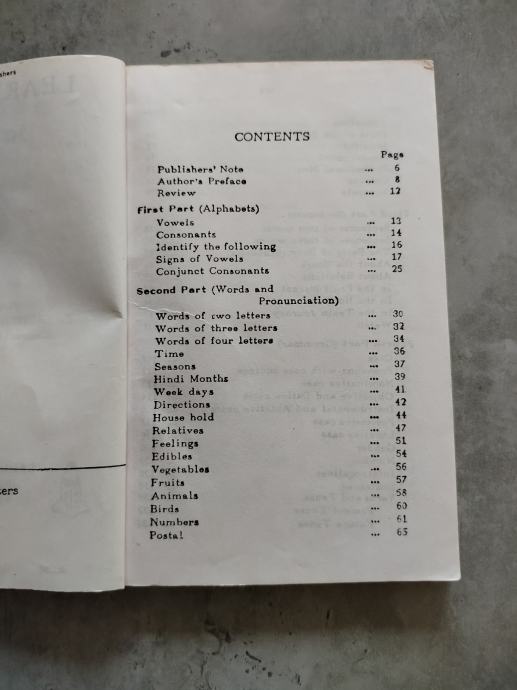 shers
ters
CONTENTS
Page
Publishers' Note ... 6
Author's Preface ... 8
Review ... 12
First Part (Alphabets)
Vowels ... 13
Consonants ... 14
Identify the following ... 16
Signs of Vowels ... 17
Conjunct Consonants ... 25
Second Part (Words and
Pronunciation)
Words of two letters ... 30
Words of three letters ... 32
Words of four letters ... 34
Time ... 36
Seasons ... 37
Hindi Months ... 39
Week days ... 41
Directions ... 42
House hold ... 44
Relatives ... 47
Feelings ... 51
Edibles ... 54
Vegetables ... 56
Fruits ... 57
Animals ... 58
Birds ... 60
Numbers ... 61
Postal ... 65